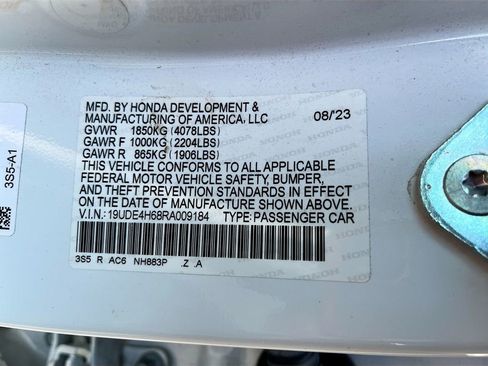 MFD. BY HONDA DEVELOPMENT &
MANUFACTURING OF AMERICA, LLC 08/'23
GVWR 1850KG (4078LBS)
GAWR F 1000KG (2204LBS)
GAWR R 865KG (1906LBS)
THIS VEHICLE CONFORMS TO ALL APPLICABLE
FEDERAL MOTOR VEHICLE SAFETY, BUMPER,
AND THEFT PREVENTION STANDARDS IN EFFECT
ON THE DATE OF MANUFACTURE SHOWN ABOVE.
V.I.N.: 19UDE4H68RA009184 TYPE: PASSENGER CAR
3S5 R AC6 NH883P .Z .A
3S5-A1